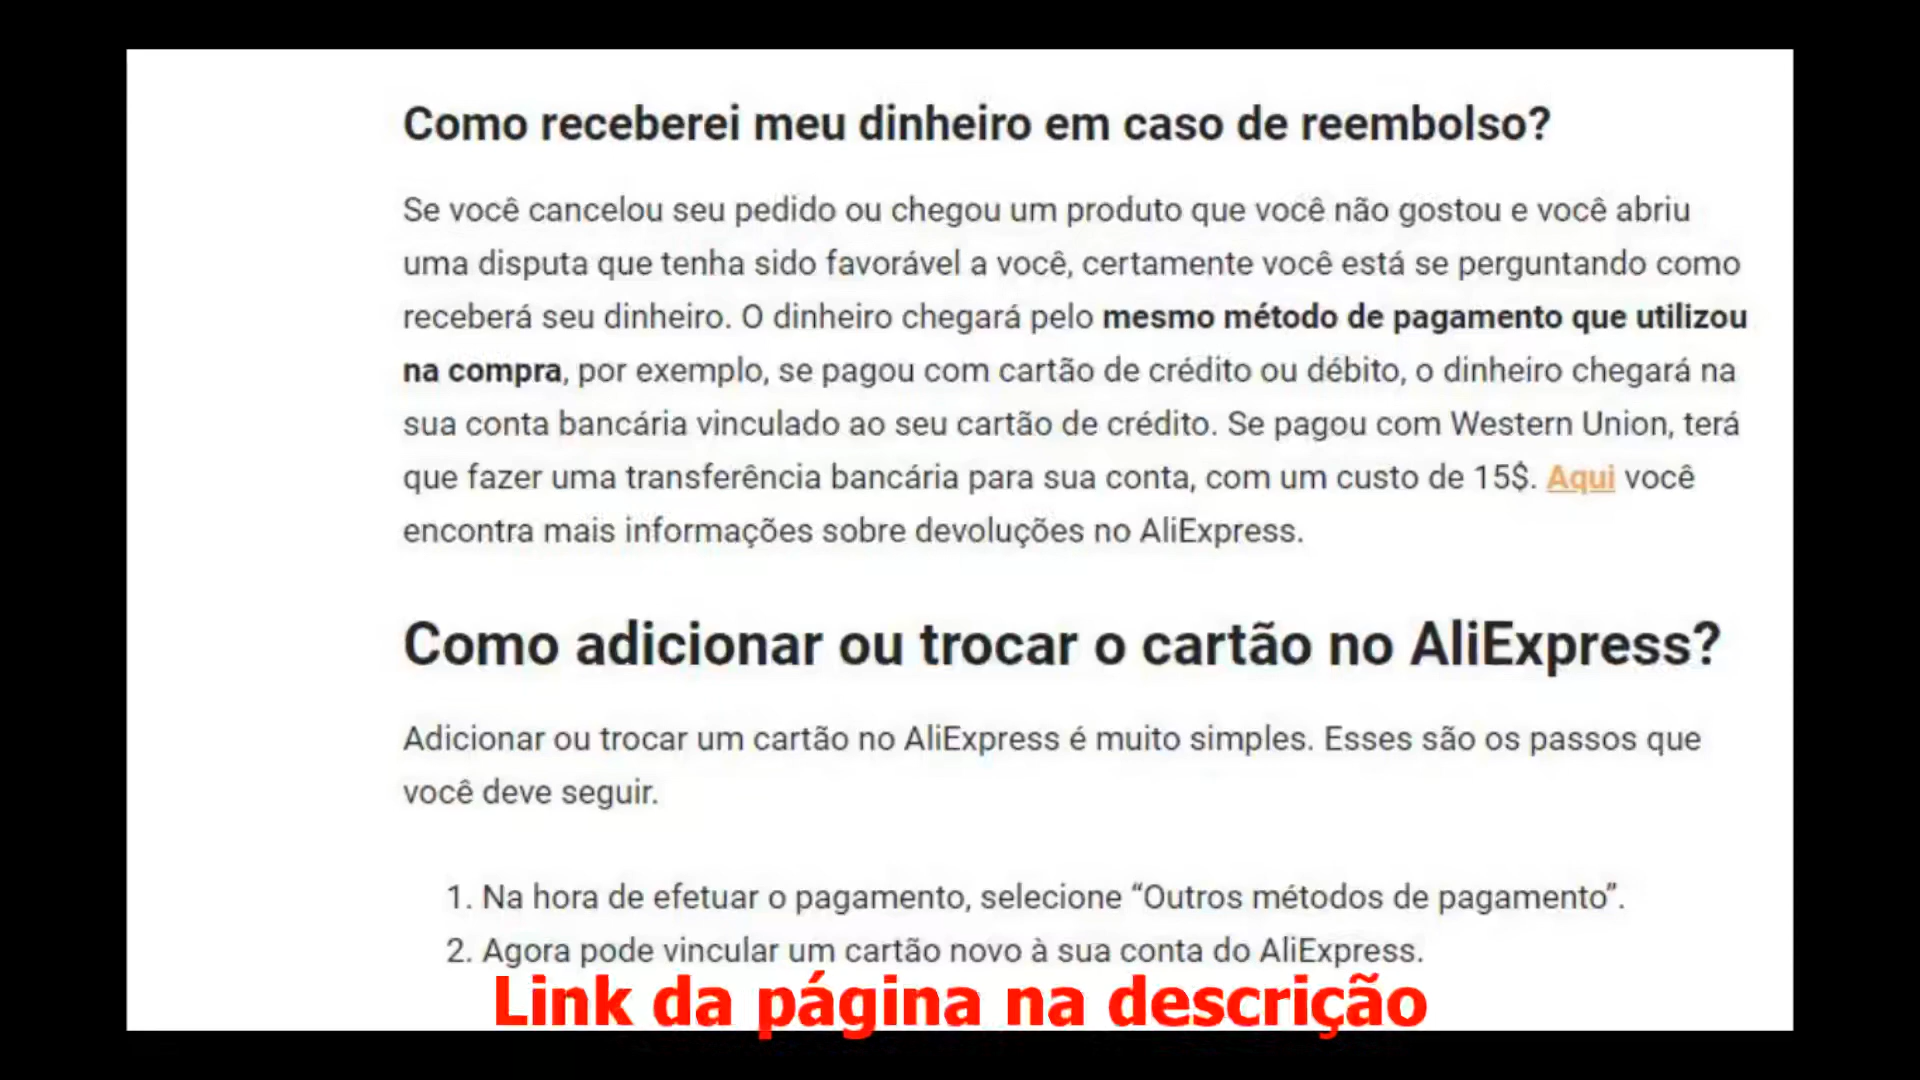 Como receberei meu dinheiro em caso de reembolso?
Se você cancelou seu pedido ou chegou um produto que você não gostou e você abriu
uma disputa que tenha sido favorável a você, certamente você está se perguntando como
receberá seu dinheiro. O dinheiro chegará pelo mesmo método de pagamento que utilizou
na compra, por exemplo, se pagou com cartão de crédito ou débito, o dinheiro chegará na
sua conta bancária vinculado ao seu cartão de crédito. Se pagou com Western Union, terá
que fazer uma transferência bancária para sua conta, com um custo de 15$. Aqui você
encontra mais informações sobre devoluções no AliExpress.
Como adicionar ou trocar o cartão no AliExpress?
Adicionar ou trocar um cartão no AliExpress é muito simples. Esses são os passos que
você deve seguir.
1. Na hora de efetuar o pagamento, selecione “Outros métodos de pagamento”.
2. Agora pode vincular um cartão novo à sua conta do AliExpress.
Link da página na descrição